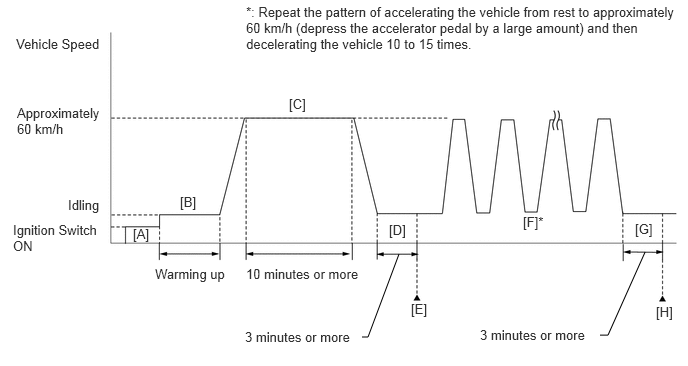 *: Repeat the pattern of accelerating the vehicle from rest to approximately
60 km/h (depress the accelerator pedal by a large amount) and then
decelerating the vehicle 10 to 15 times.
Vehicle Speed
[C]
Approximately
60 km/h
[B]
Idling
[F]*
[A]
[D]
[G]
Ignition Switch
ON
Warming up
10 minutes or more
[E]
[H]
3 minutes or more
3 minutes or more